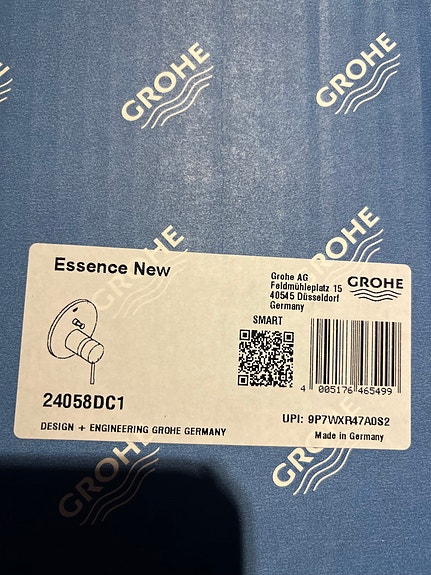 GROHE
GROHE
GROHE
GROHE
Essence New
Grohe AG
Feldmühleplatz 15
40545 Düsseldorf
Germany
GROHE
SMART
4 005176 465499
24058DC1
UPI: 9P7WXR47A0S2
DESIGN + ENGINEERING GROHE GERMANY
Made in Germany
GROHE
GROHE